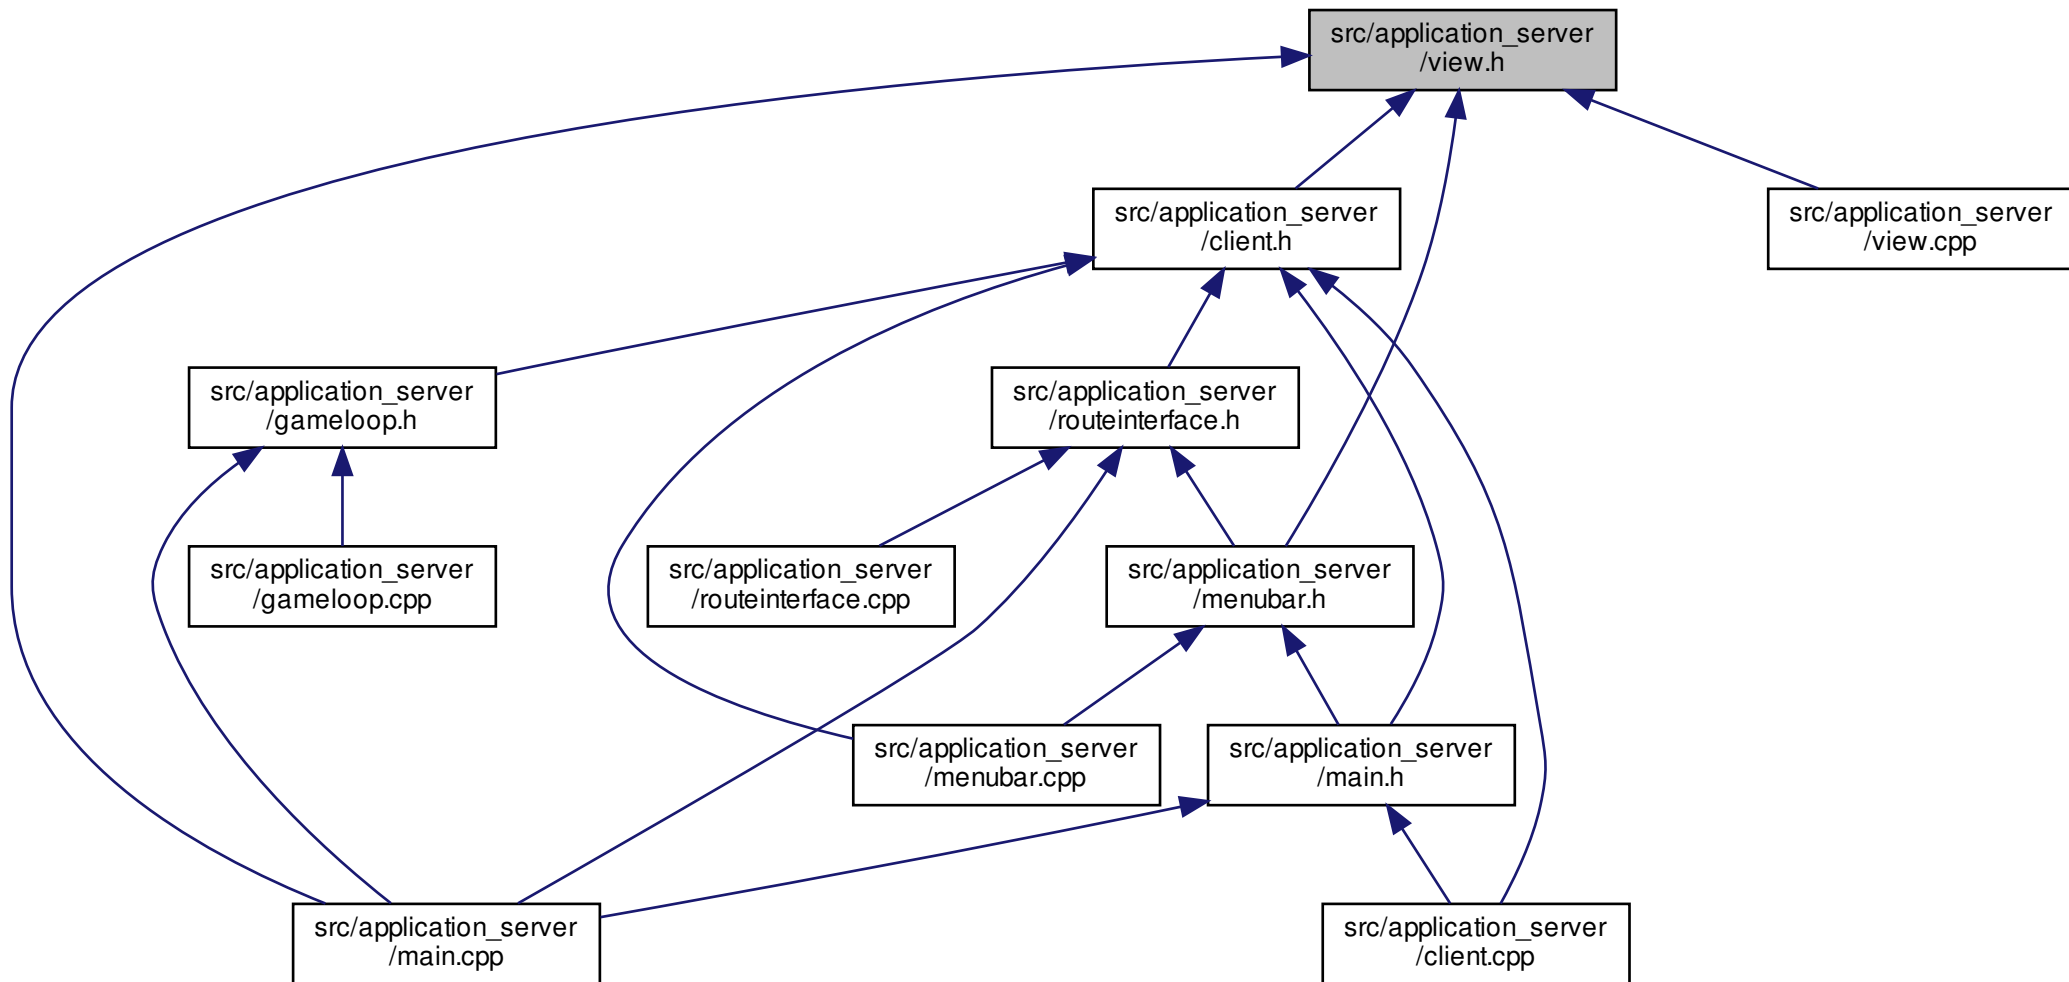 src/application_server
/view.h
src/application_server
/client.h
src/application_server
/view.cpp
src/application_server
/gameloop.h
src/application_server
/routeinterface.h
src/application_server
/gameloop.cpp
src/application_server
/routeinterface.cpp
src/application_server
/menubar.h
src/application_server
/menubar.cpp
src/application_server
/main.h
src/application_server
/main.cpp
src/application_server
/client.cpp